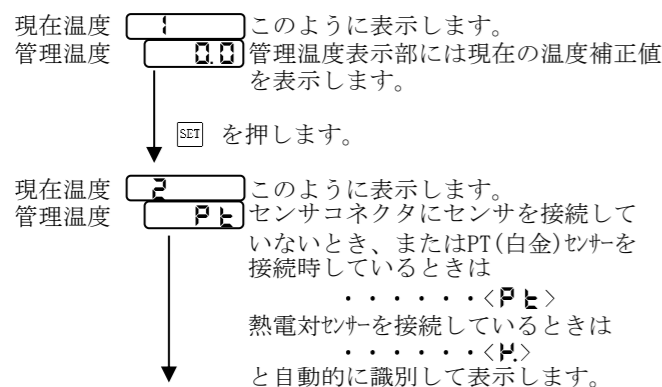 現在温度 1 このように表示します。
管理温度 0.0 管理温度表示部には現在の温度補正値
を表示します。
SET を押します。
現在温度 2 このように表示します。
管理温度 Pt センサコネクタにセンサを接続して
いないとき、またはPT(白金)センサーを
接続時しているときは
・・・・・・<Pt>
熱電対センサーを接続しているときは
・・・・・・<K.>
と自動的に識別して表示します。